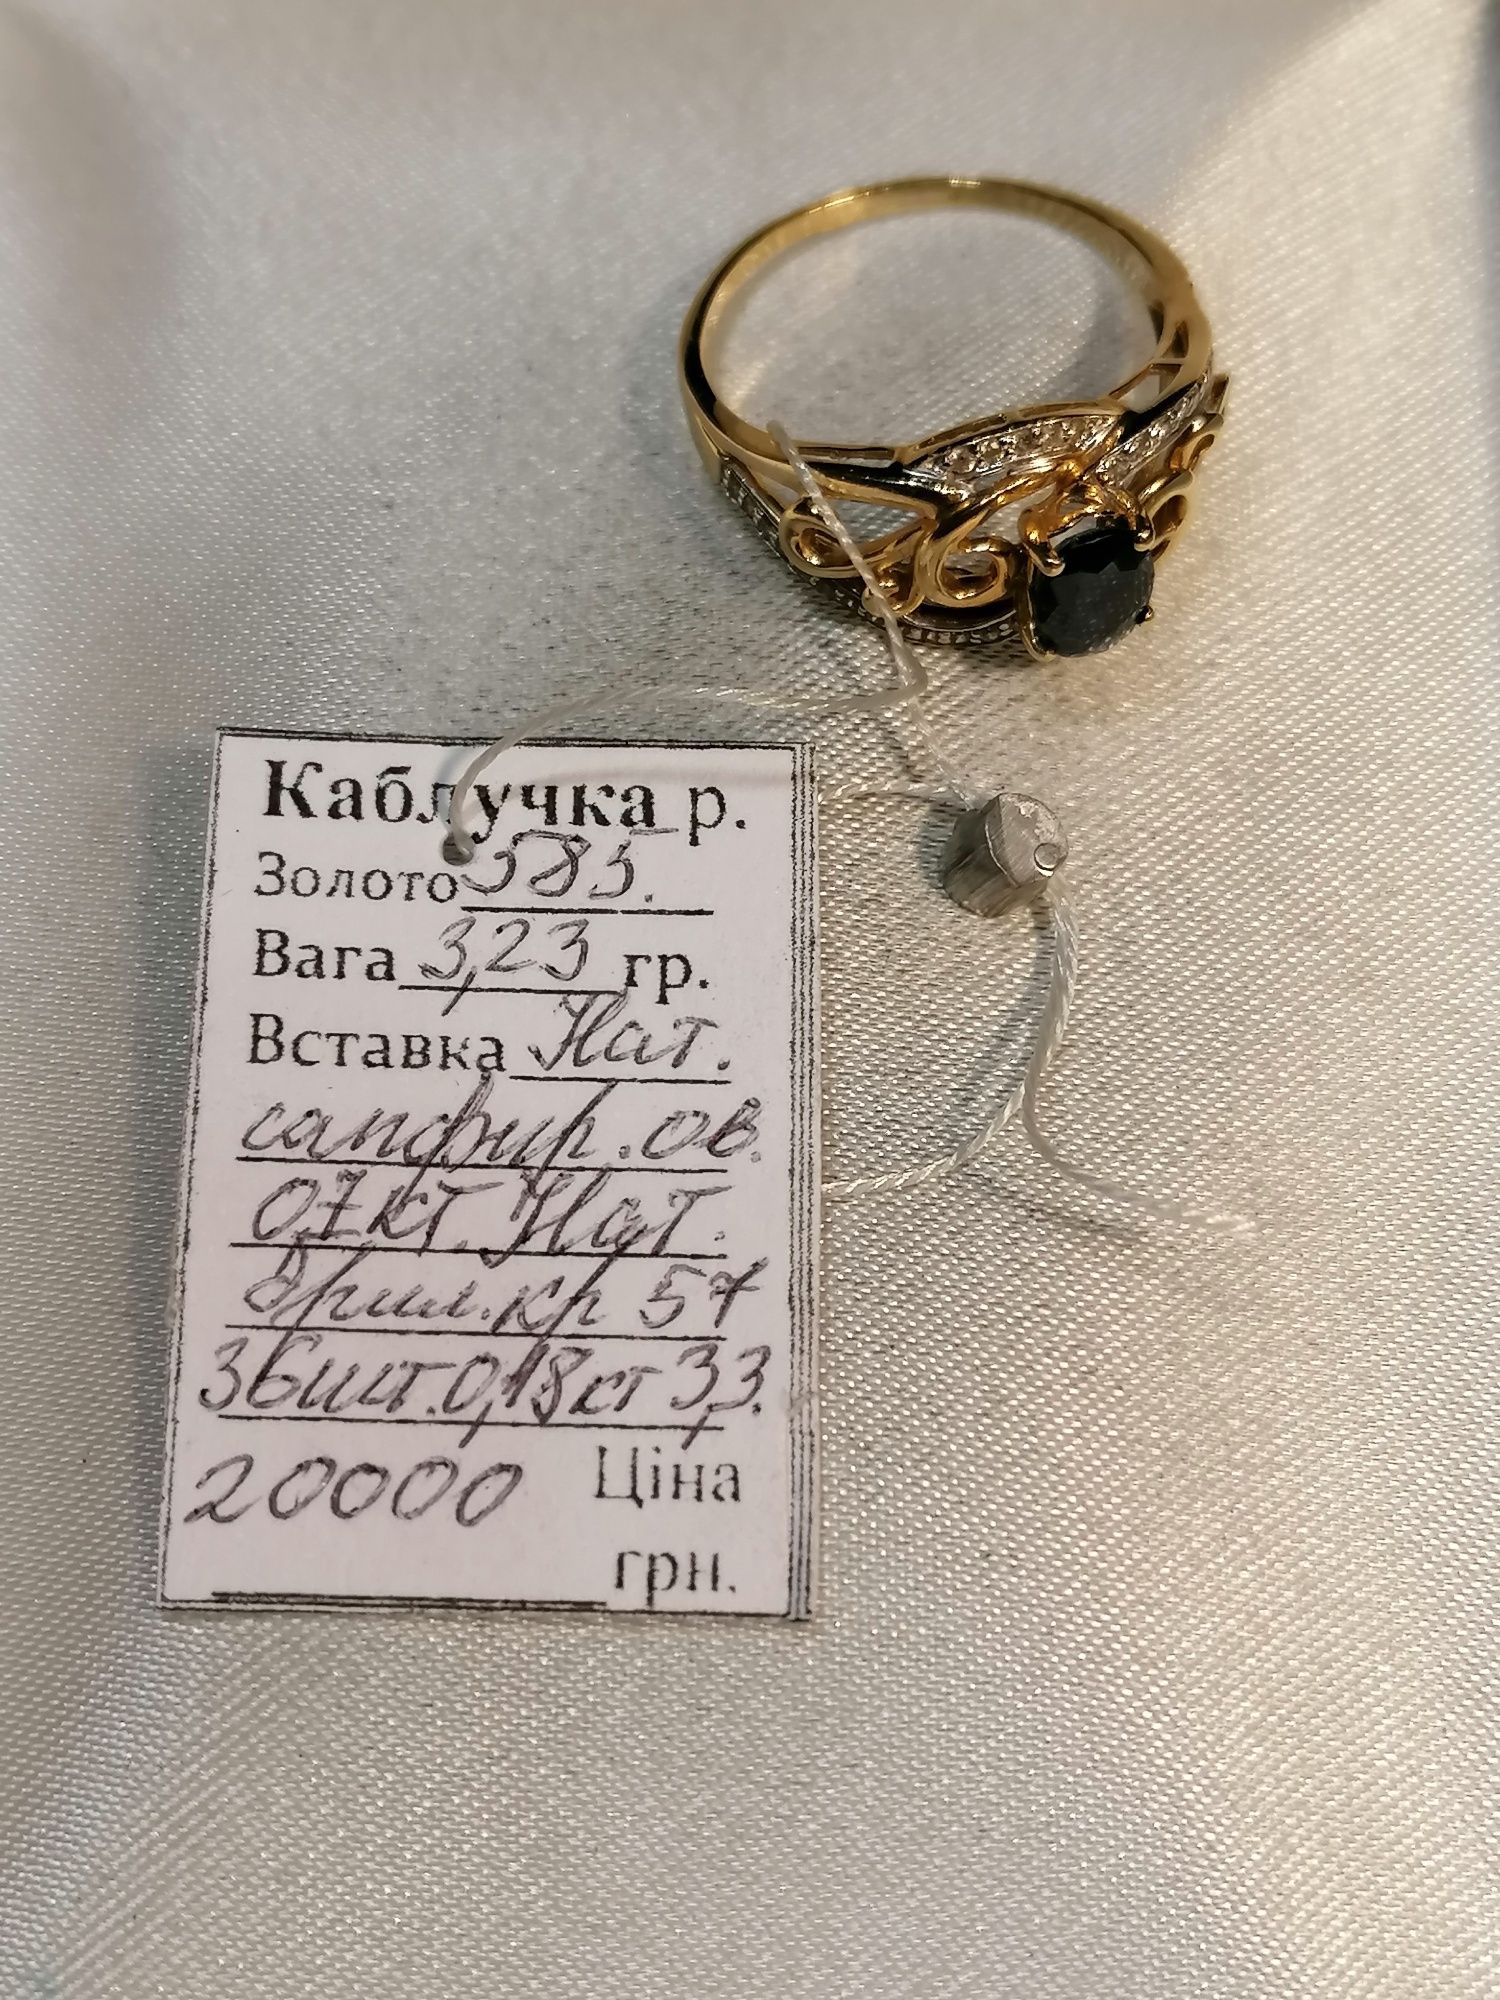 Каблучка р.
Золото 585.
Вага 3,23 гр.
Вставка Нат.
сапфир.ов.
0,7кт. Нат.
брил.кр 57
36шт. 0,18кт 3,3.
20000 Ціна
грн.